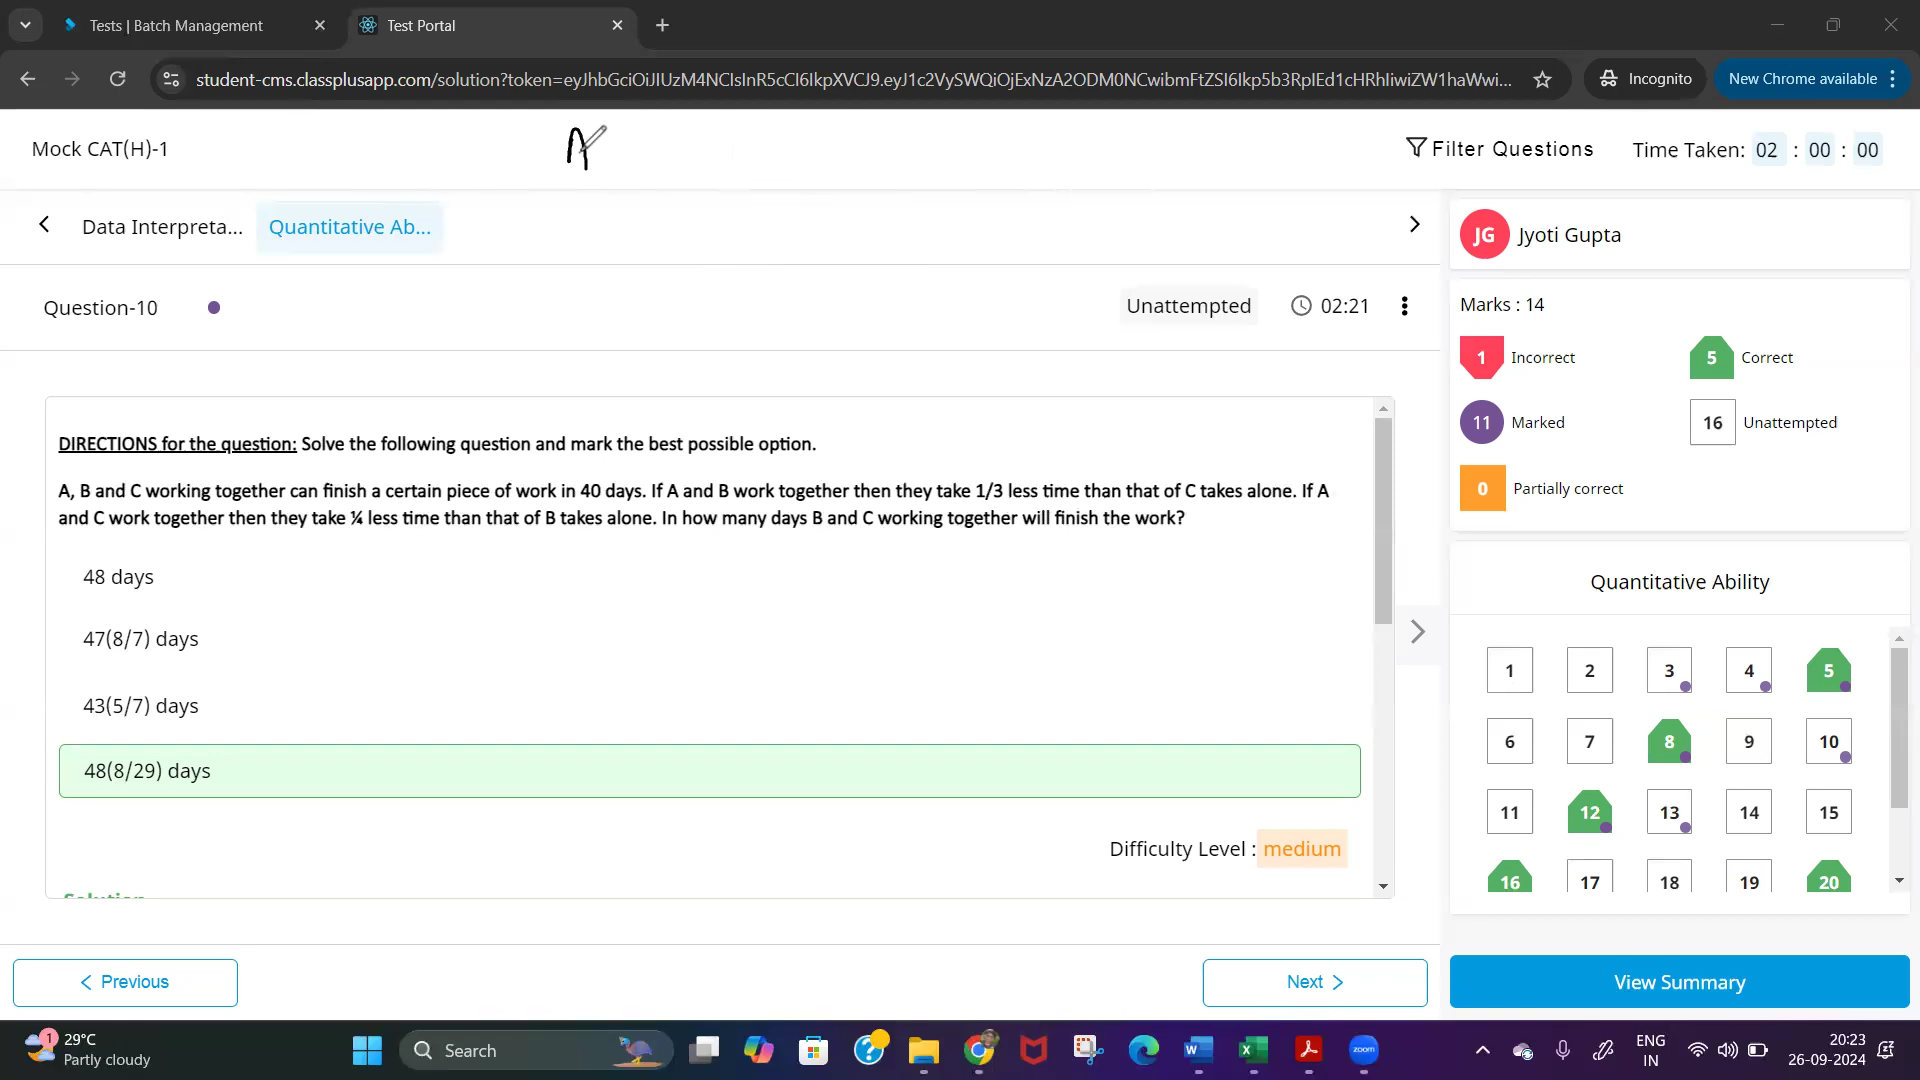 Tests | Batch Management
Test Portal
student-cms.classplusapp.com/solution?token=eyJhbGciOiJIUzM4NCIsInR5cCI6IkpXVCJ9.eyJ1c2VySWQiOjExNzA2ODM0NCwibmFtZSI6Ikp5b3RpIEd1cHRhIiwiZW1haWwi...
Incognito
New Chrome available
Mock CAT(H)-1
A
Filter Questions
Time Taken: 02 : 00 : 00
Data Interpreta...
Quantitative Ab...
JG
Jyoti Gupta
Question-10
Unattempted
02:21
Marks : 14
1 Incorrect
5 Correct
11 Marked
16 Unattempted
0 Partially correct
DIRECTIONS for the question: Solve the following question and mark the best possible option.
A, B and C working together can finish a certain piece of work in 40 days. If A and B work together then they take 1/3 less time than that of C takes alone. If A
and C work together then they take ¼ less time than that of B takes alone. In how many days B and C working together will finish the work?
48 days
47(8/7) days
43(5/7) days
48(8/29) days
Difficulty Level : medium
Solution
Quantitative Ability
1 2 3 4 5
6 7 8 9 10
11 12 13 14 15
16 17 18 19 20
Previous
Next
View Summary
1
29°C
Partly cloudy
Search
zoom
ENG
IN
20:23
26-09-2024